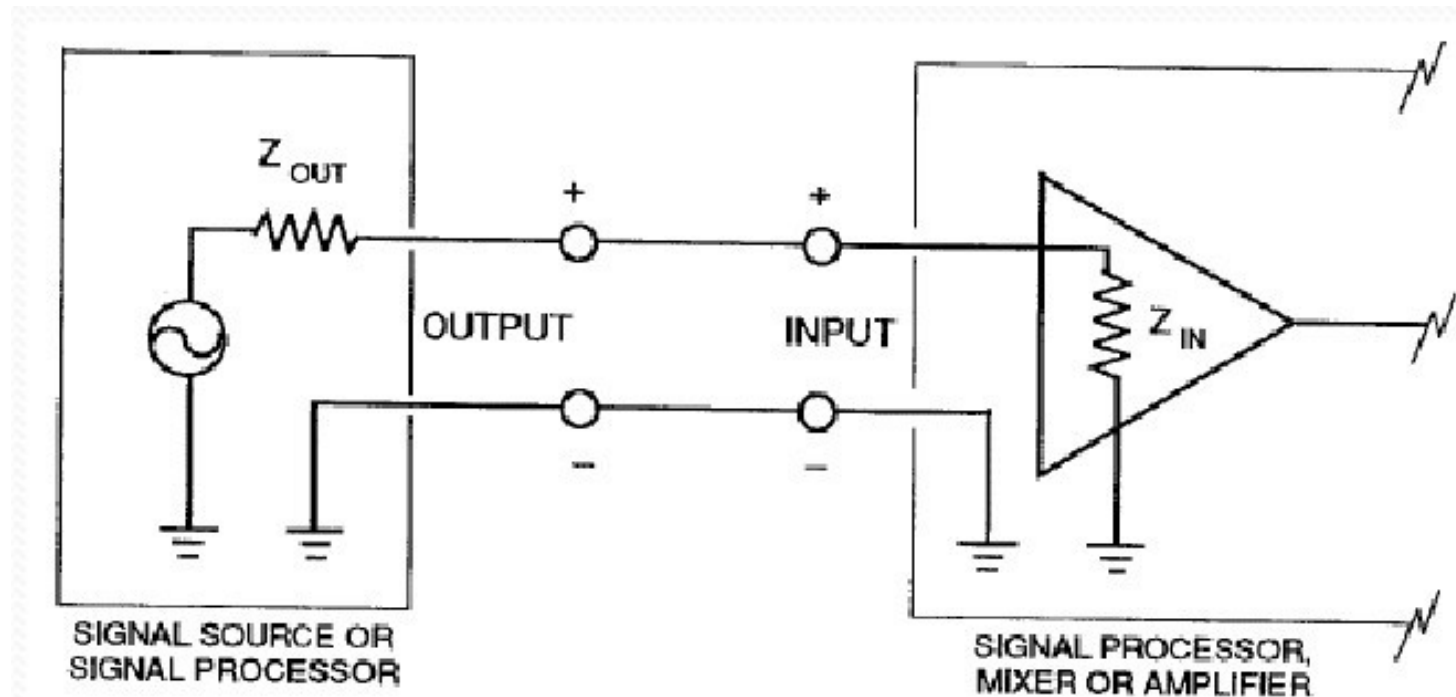 Z OUT
+
+
OUTPUT
INPUT
Z IN
−
−
SIGNAL SOURCE OR
SIGNAL PROCESSOR
SIGNAL PROCESSOR,
MIXER OR AMPLIFIER